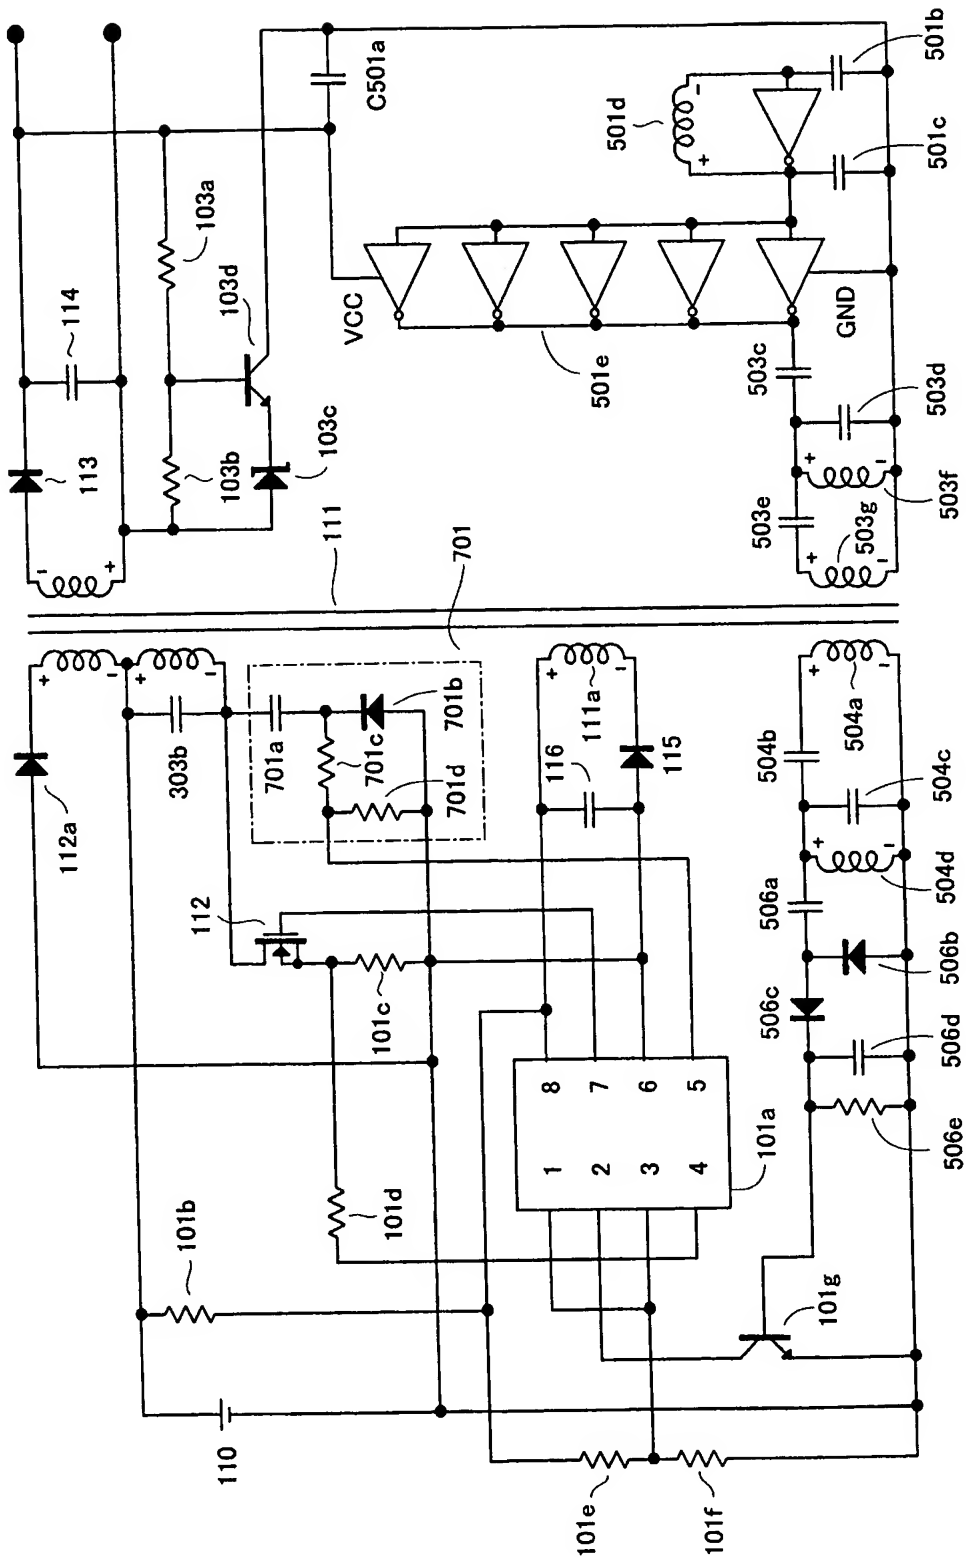 112a
113
114
101b
303b
112
103a
110
103b
103d
701a
103c
+
-
-
+
-
+
-
111
VCC
101c
701c
C501a
101d
701d
701b
701
1
8
116
+
111a
-
101e
2
7
501e
501d
+
-
3
6
115
4
5
101f
101a
503e
503c
506c
506a
504b
+
+
+
+
101g
503g
GND
504a
-
-
-
-
506e
506d
506b
504d
504c
503f
503d
501c
501b